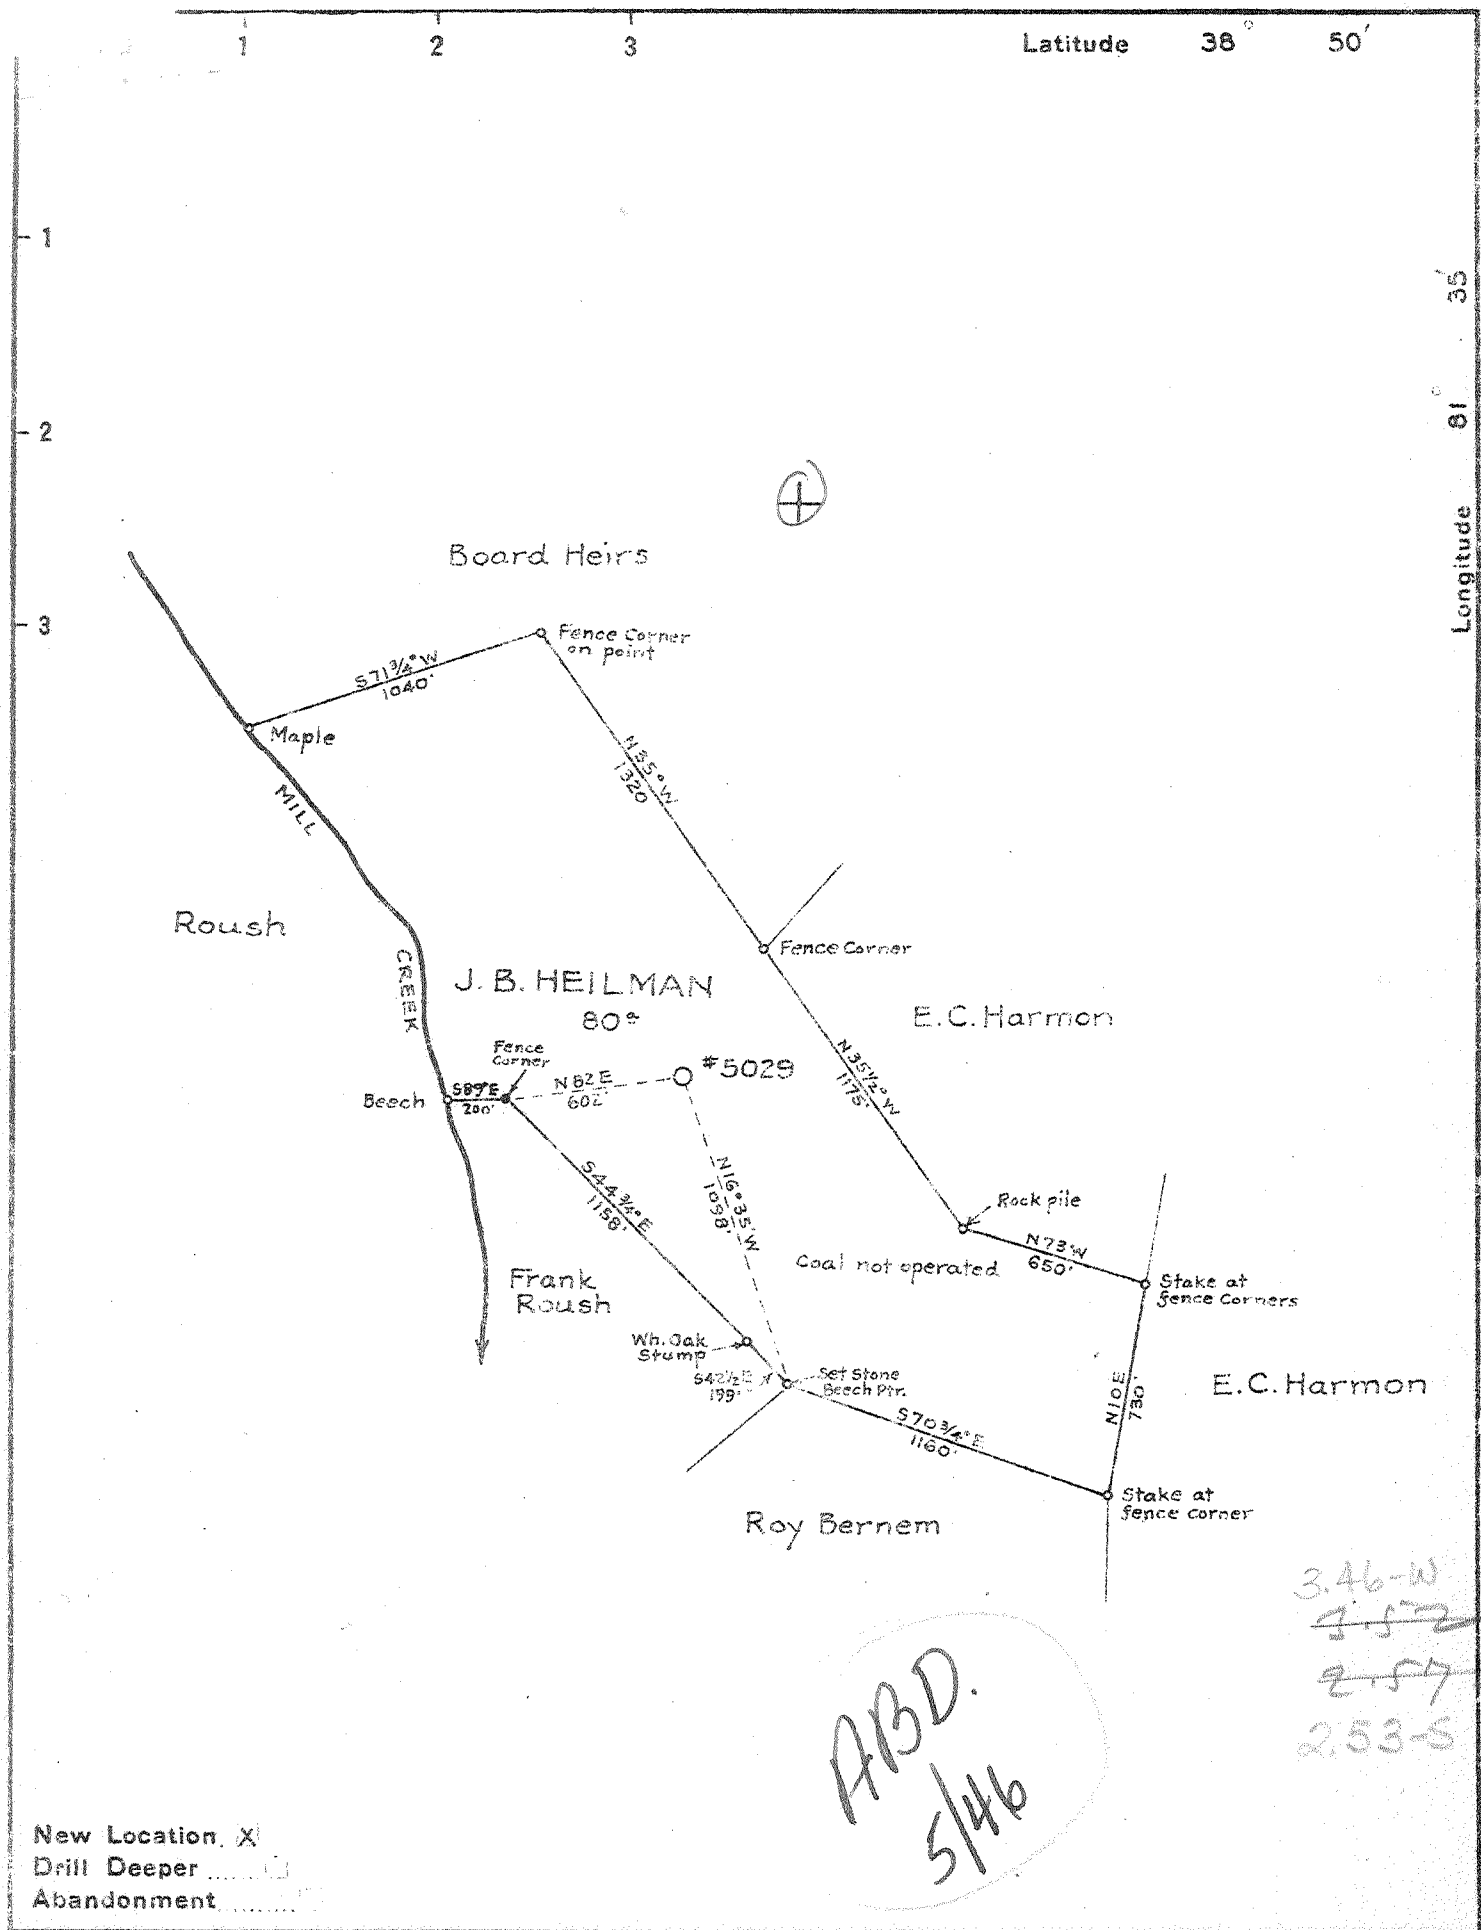 1 2 3 Latitude 38° 50'
1
2
3
Longitude 81° 35'
Board Heirs
Fence Corner
on point
S71¾°W
1040'
Maple
N35°W
1320
MILL
CREEK
Roush
Fence Corner
J. B. HEILMAN
80ª
E.C. Harmon
N35½°W
1175'
Fence
Corner
#5029
Beech
S89°E
200'
N82E
602'
S44¾°E
1158'
N16°35'W
1098'
Rock pile
N73°W
650'
Coal not operated
Stake at
fence Corners
Frank
Roush
Wh. Oak
Stump
S42½E
199'
Set Stone
Beech Ptr.
N10E
730'
E.C. Harmon
S70¾°E
1160'
Stake at
fence corner
Roy Bernem
3.46-W
2.57
2.53-S
ABD.
5/46
New Location X
Drill Deeper
Abandonment